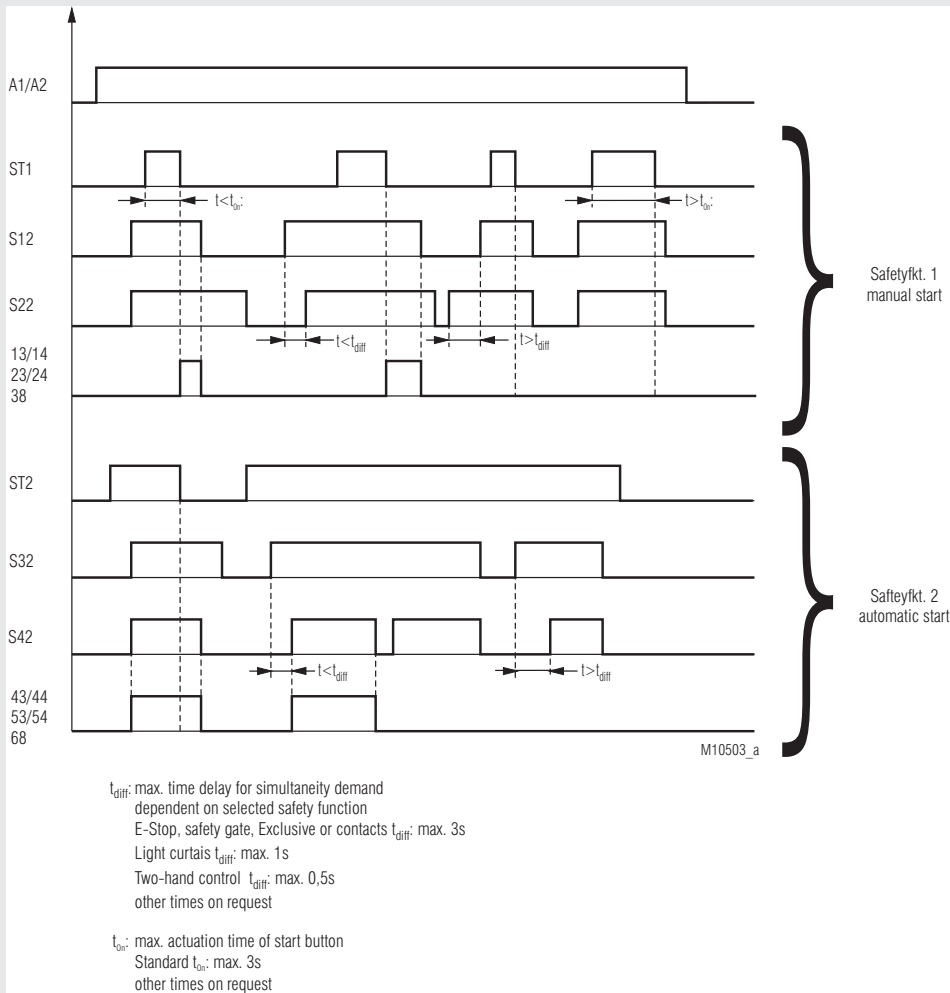 A1/A2
ST1
t<t0n:
t>t0n:
S12
S22
t<tdiff
t>tdiff
13/14
23/24
38
Safetyfkt. 1
manual start
ST2
S32
S42
t<tdiff
t>tdiff
43/44
53/54
68
Safteyfkt. 2
automatic start
M10503_a
tdiff: max. time delay for simultaneity demand
dependent on selected safety function
E-Stop, safety gate, Exclusive or contacts tdiff: max. 3s
Light curtais tdiff: max. 1s
Two-hand control tdiff: max. 0,5s
other times on request
t0n: max. actuation time of start button
Standard t0n: max. 3s
other times on request